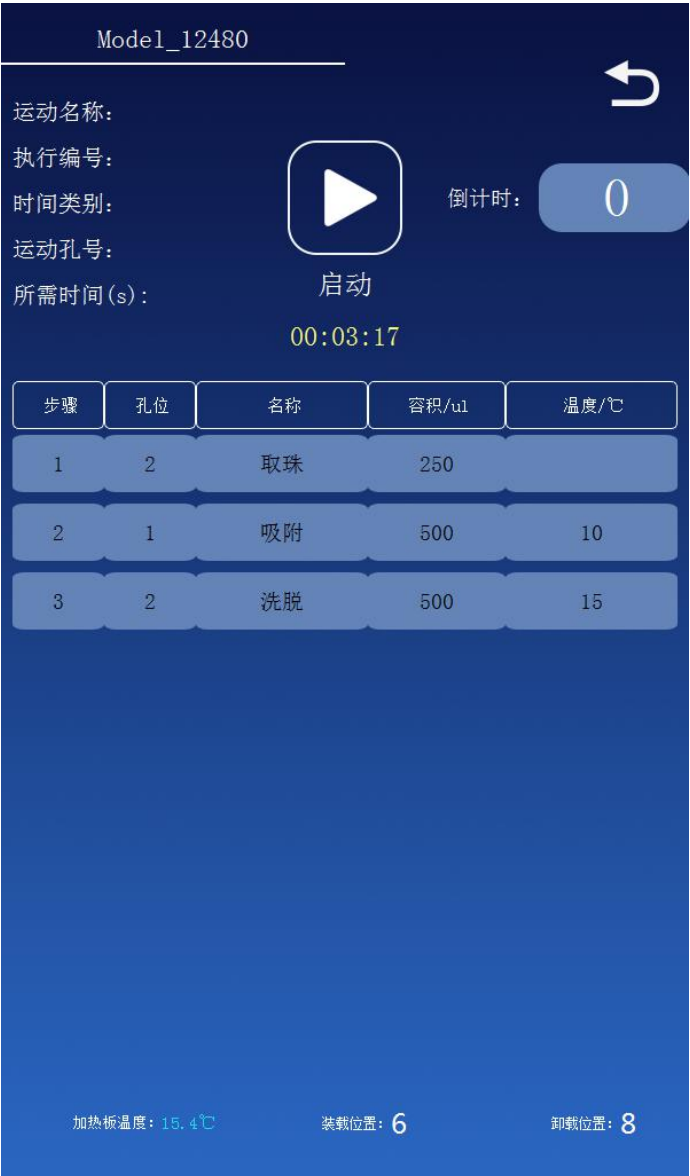 Model_12480
运动名称：
执行编号：
时间类别：
运动孔号：
所需时间(s)：
启动
倒计时： 0
00:03:17
步骤 孔位 名称 容积/ul 温度/℃
1 2 取珠 250
2 1 吸附 500 10
3 2 洗脱 500 15
加热板温度：15.4℃ 装载位置：6 卸载位置：8